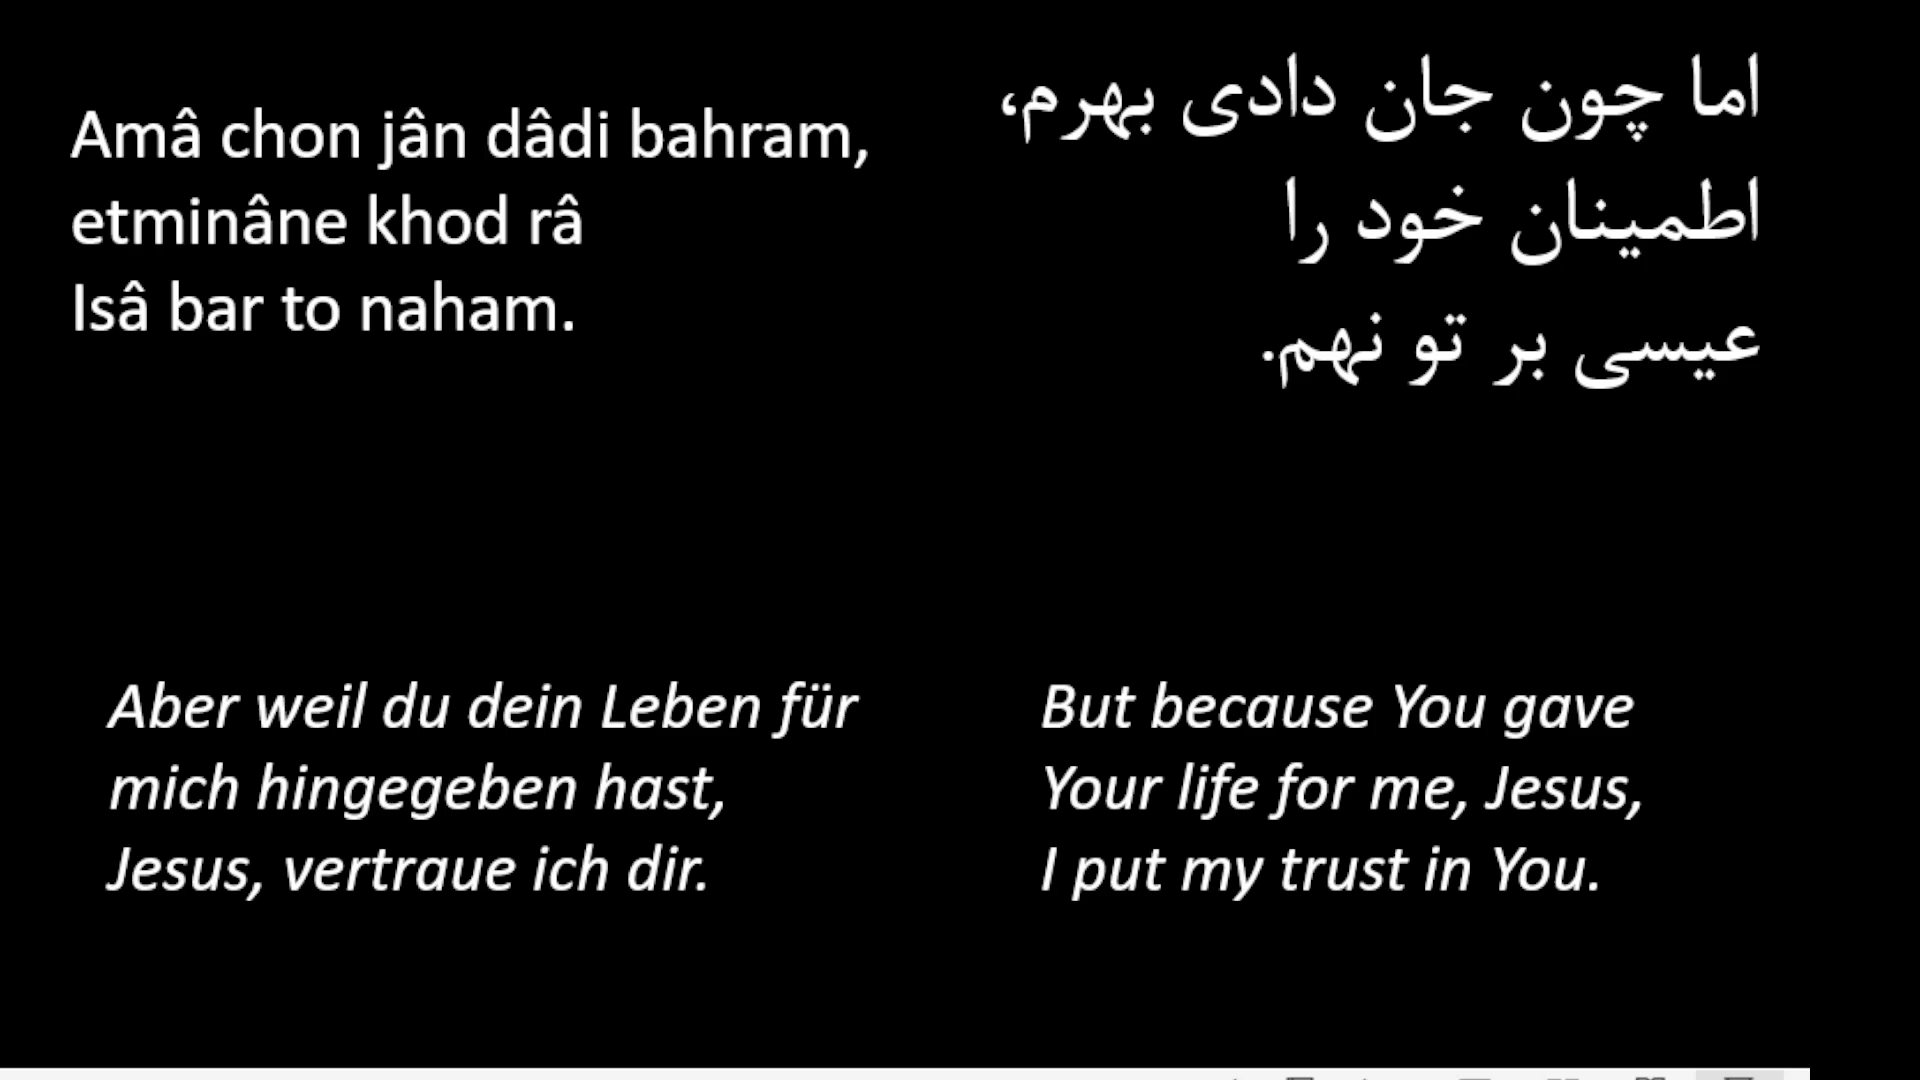 Amâ chon jân dâdi bahram,
etminâne khod râ
Isâ bar to naham.
اما چون جان دادی بهرم،
اطمینان خود را
عیسی بر تو نهم.
Aber weil du dein Leben für
mich hingegeben hast,
Jesus, vertraue ich dir.
But because You gave
Your life for me, Jesus,
I put my trust in You.